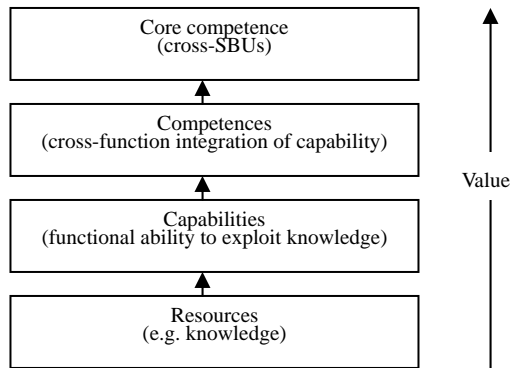 Core competence
(cross-SBUs)
Competences
(cross-function integration of capability)
Value
Capabilities
(functional ability to exploit knowledge)
Resources
(e.g. knowledge)